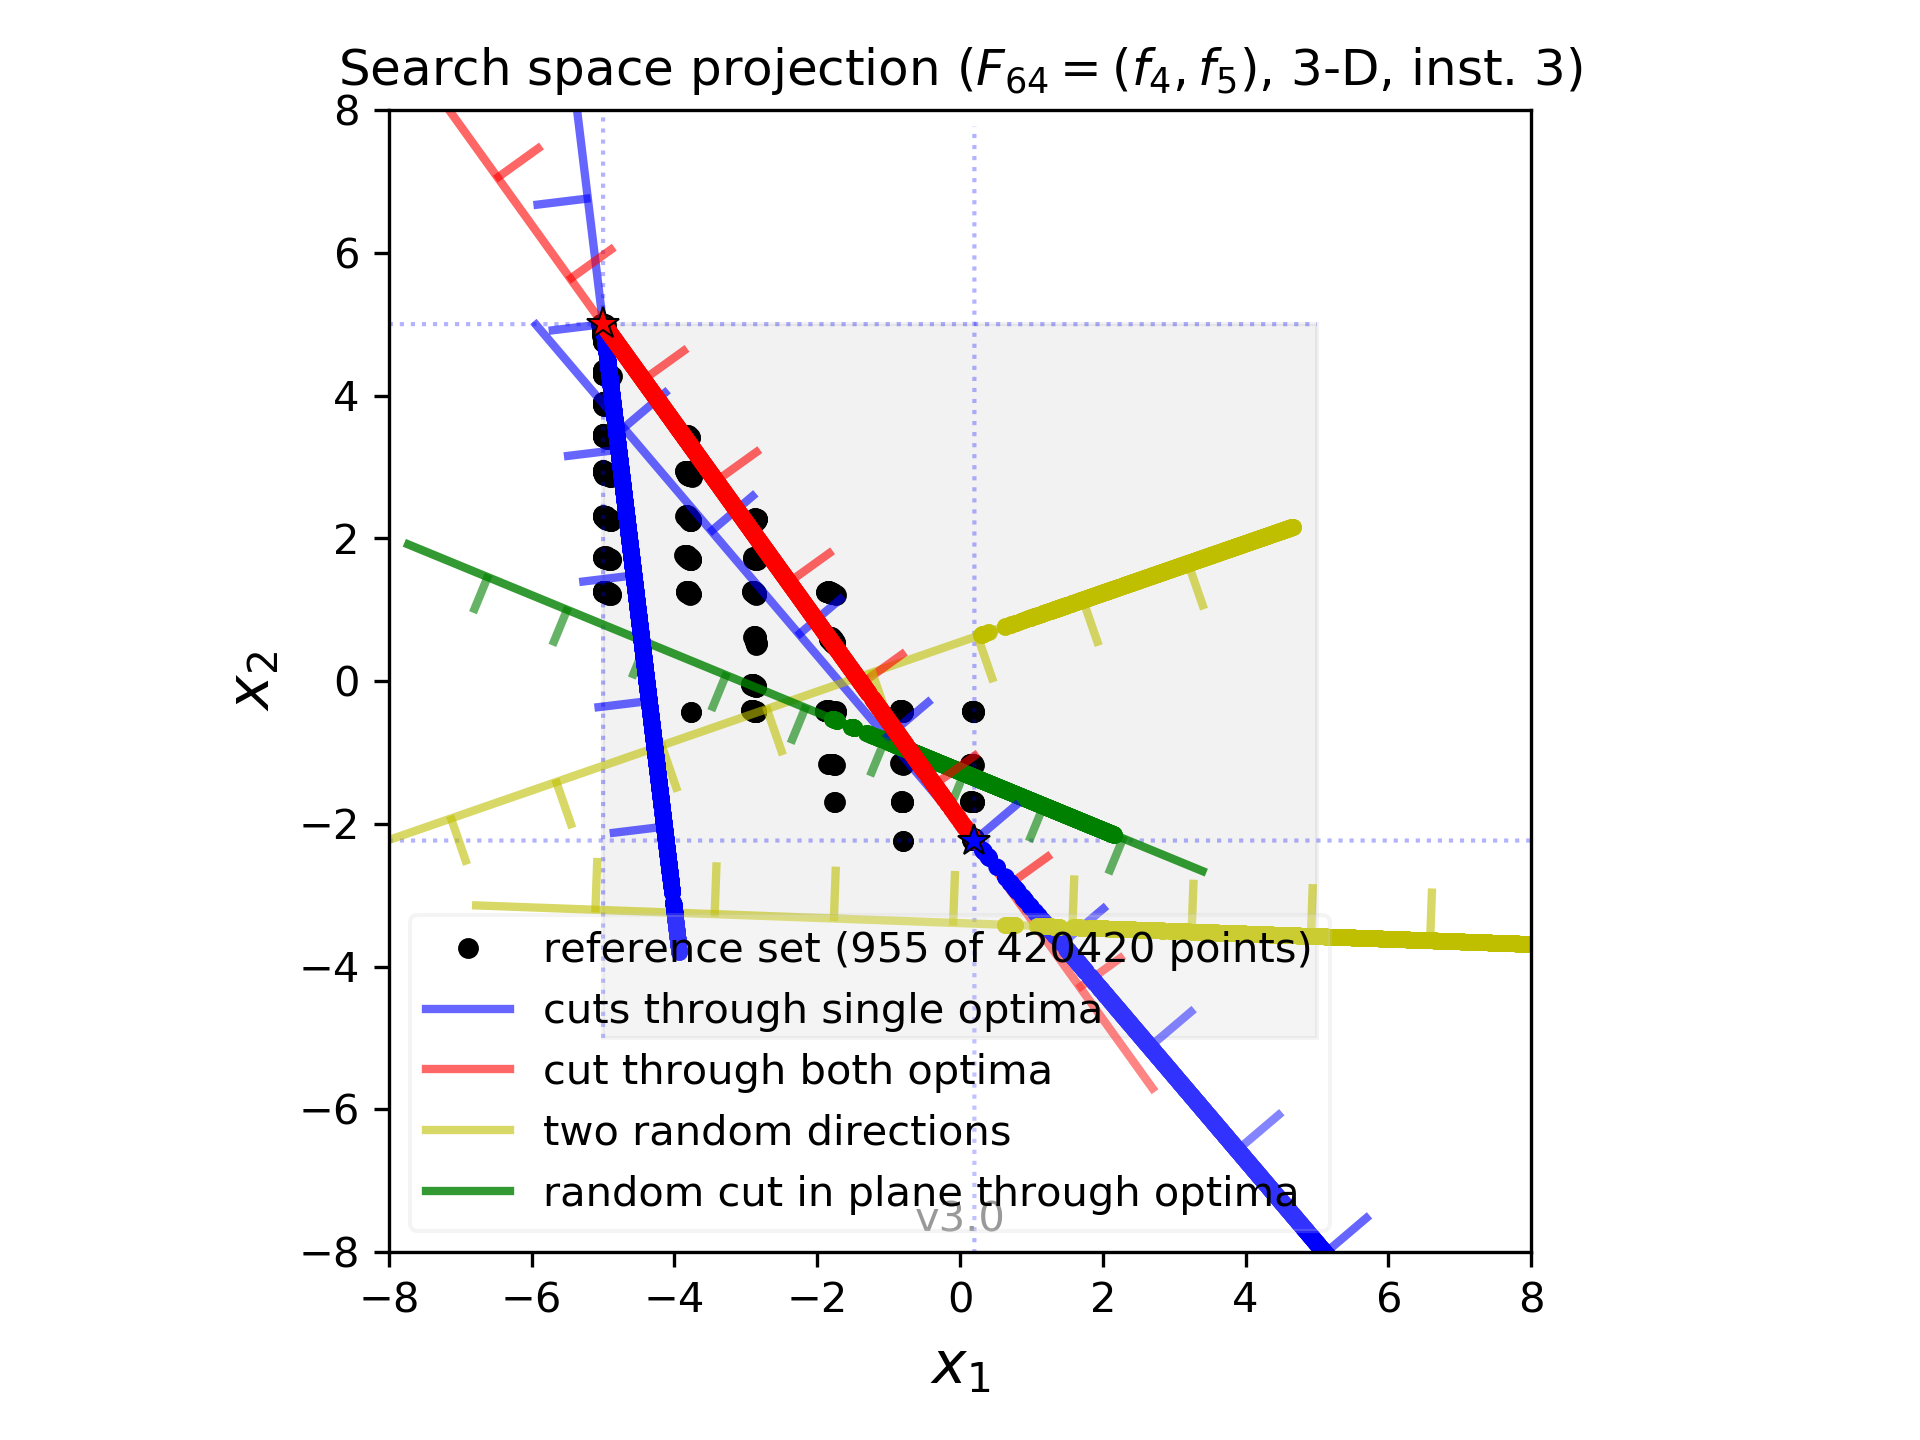 Search space projection (F64 = (f4, f5), 3-D, inst. 3)
8
6
4
2
0
−2
−4
−6
−8
x2
reference set (955 of 420420 points)
cuts through single optima
cut through both optima
two random directions
random cut in plane through optima
v3.0
−8 −6 −4 −2 0 2 4 6 8
x1